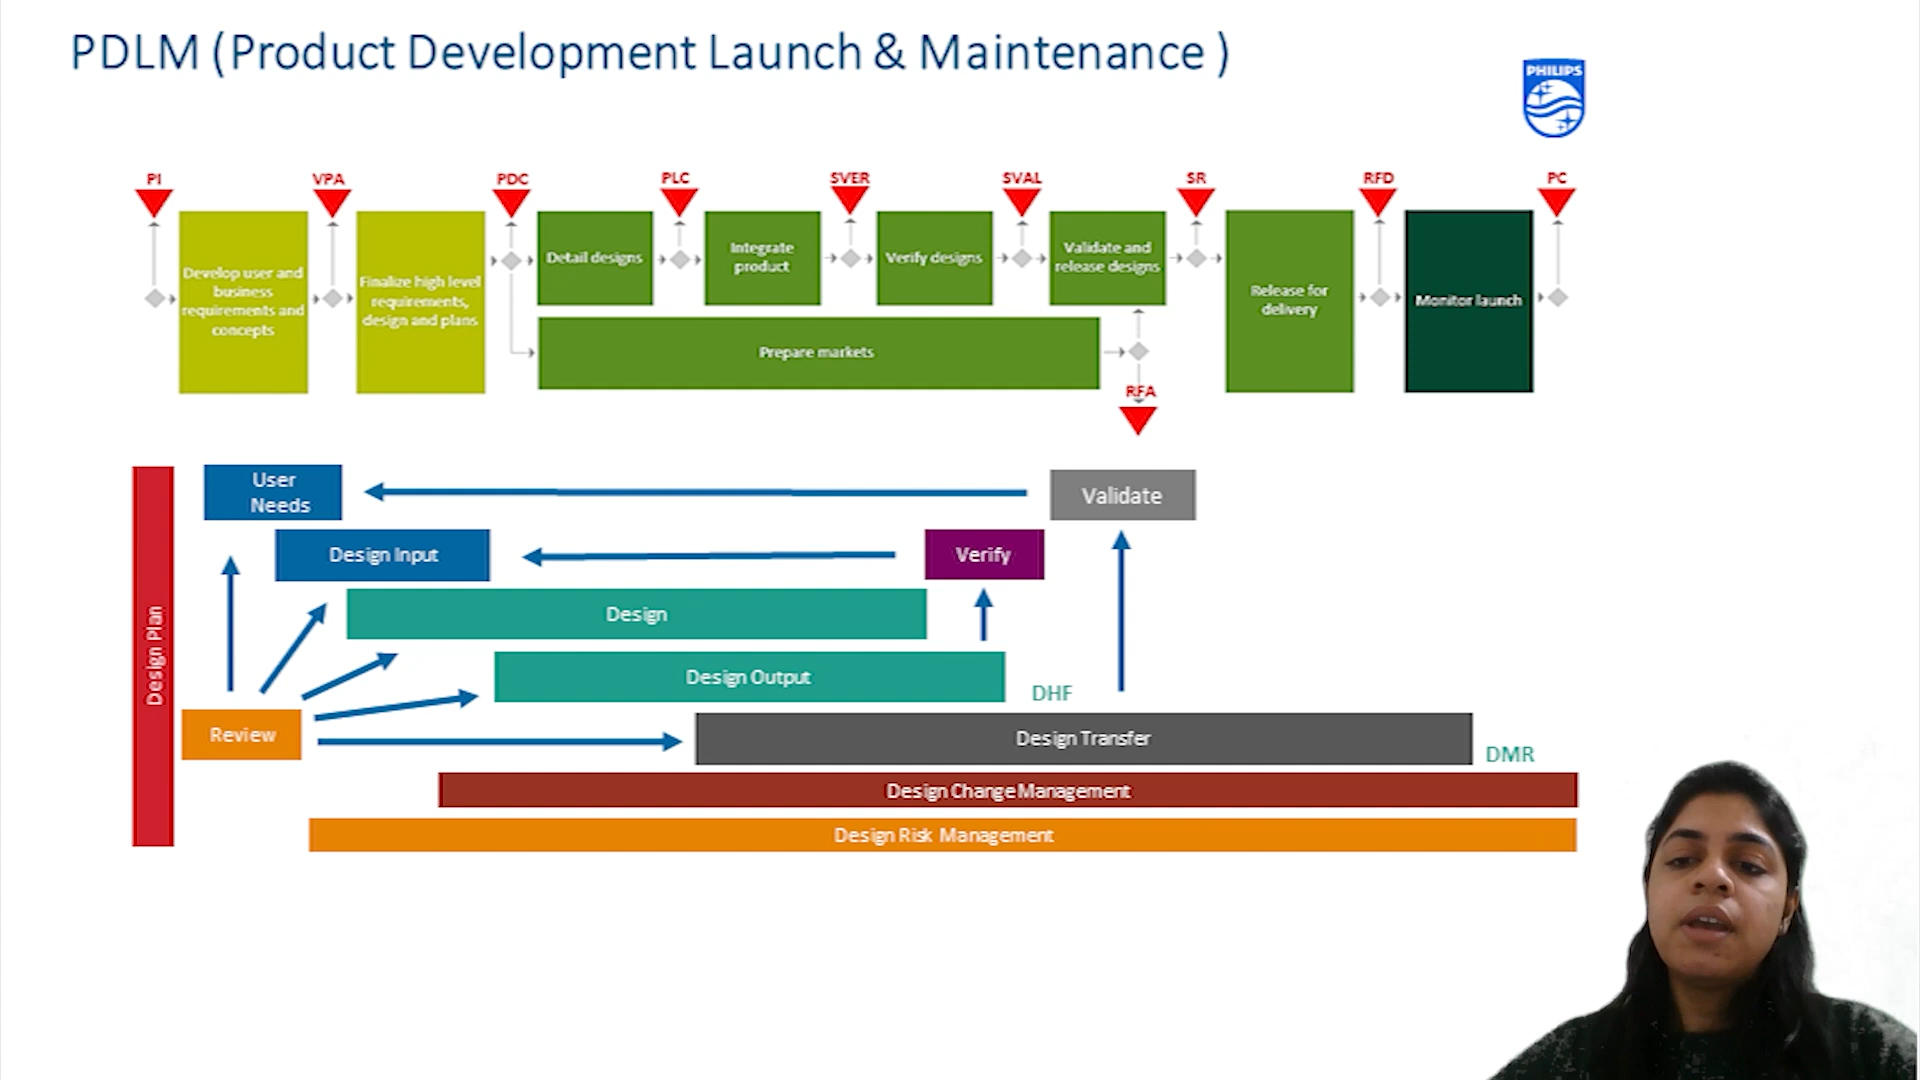 PDLM (Product Development Launch & Maintenance )
PHILIPS
PI
VPA
PDC
PLC
SVER
SVAL
SR
RFD
PC
Develop user and
business
requirements and
concepts
Finalize high level
requirements,
design and plans
Detail designs
Integrate
product
Verify designs
Validate and
release designs
Release for
delivery
Monitor launch
Prepare markets
RFA
Design Plan
User
Needs
Validate
Design Input
Verify
Design
Design Output
DHF
Review
Design Transfer
DMR
Design Change Management
Design Risk Management